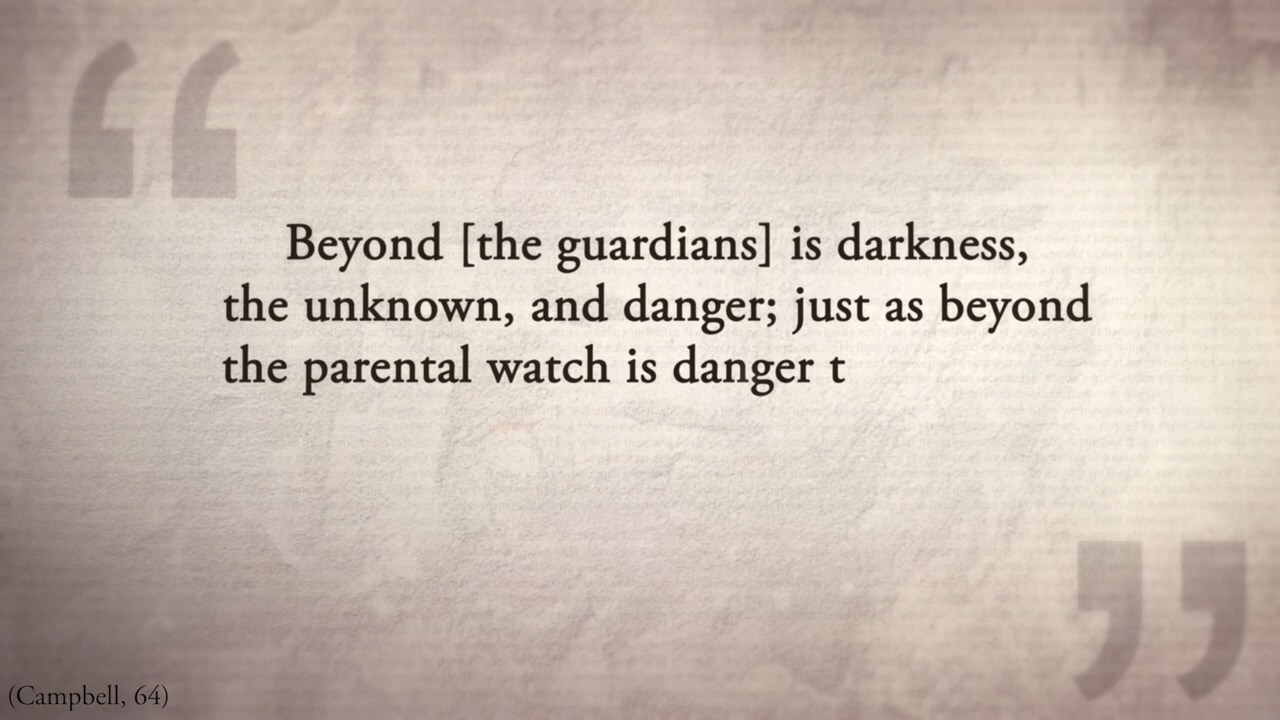 Beyond [the guardians] is darkness,
the unknown, and danger; just as beyond
the parental watch is danger t
(Campbell, 64)